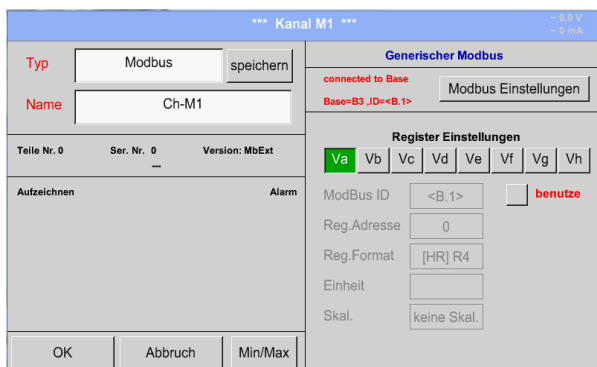 *** Kanal M1 ***
~ 0.0 V
~ 0 mA
Typ
Modbus
speichern
Name
Ch-M1
Teile Nr. 0
Ser. Nr. 0
Version: MbExt
---
Aufzeichnen
Alarm
OK
Abbruch
Min/Max
Generischer Modbus
connected to Base
Base=B3 ,ID=<B.1>
Modbus Einstellungen
Register Einstellungen
Va Vb Vc Vd Ve Vf Vg Vh
ModBus ID
<B.1>
benutze
Reg.Adresse
0
Reg.Format
[HR] R4
Einheit
Skal.
keine Skal.